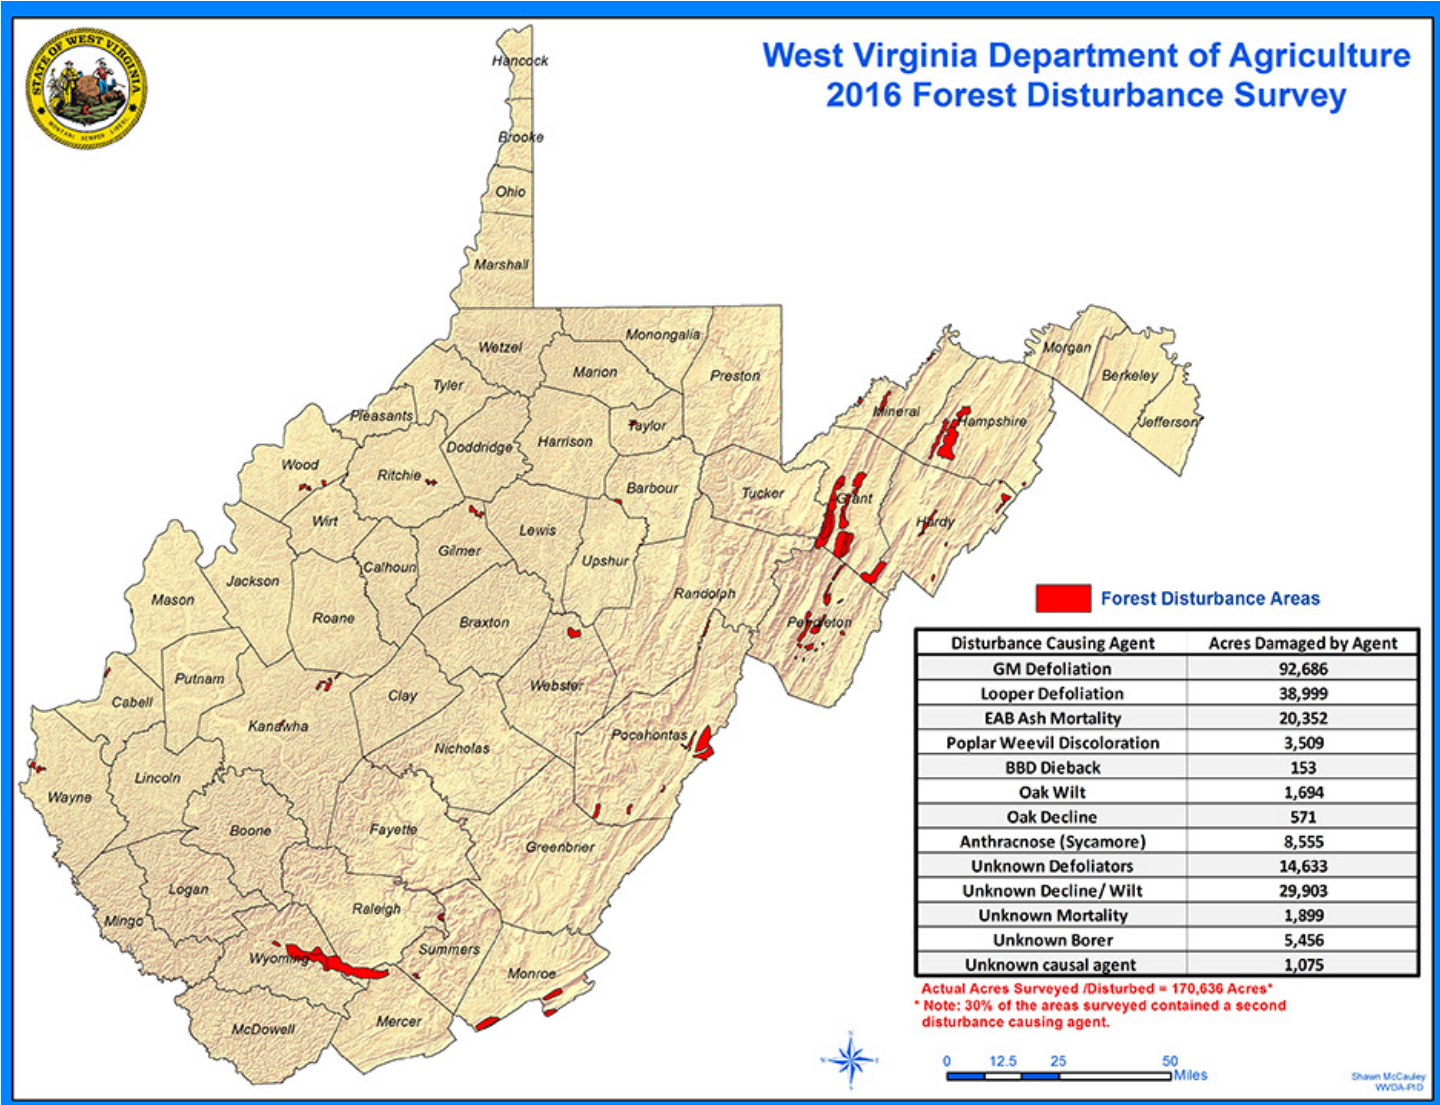 STATE OF WEST VIRGINIA
MONTANI SEMPER LIBERI
West Virginia Department of Agriculture
2016 Forest Disturbance Survey
Hancock
Brooke
Ohio
Marshall
Wetzel
Monongalia
Marion
Preston
Tyler
Pleasants
Doddridge
Harrison
Taylor
Wood
Ritchie
Barbour
Tucker
Mineral
Hampshire
Morgan
Berkeley
Jefferson
Grant
Hardy
Wirt
Lewis
Gilmer
Calhoun
Upshur
Jackson
Mason
Roane
Braxton
Randolph
Pendleton
Putnam
Cabell
Clay
Webster
Kanawha
Nicholas
Pocahontas
Lincoln
Wayne
Boone
Fayette
Greenbrier
Logan
Raleigh
Mingo
Summers
Wyoming
Monroe
McDowell
Mercer
Forest Disturbance Areas
Disturbance Causing Agent Acres Damaged by Agent
GM Defoliation 92,686
Looper Defoliation 38,999
EAB Ash Mortality 20,352
Poplar Weevil Discoloration 3,509
BBD Dieback 153
Oak Wilt 1,694
Oak Decline 571
Anthracnose (Sycamore) 8,555
Unknown Defoliators 14,633
Unknown Decline/ Wilt 29,903
Unknown Mortality 1,899
Unknown Borer 5,456
Unknown causal agent 1,075
Actual Acres Surveyed /Disturbed = 170,636 Acres*
* Note: 30% of the areas surveyed contained a second
disturbance causing agent.
N
W E
S
0 12.5 25 50
Miles
Shawn McCauley
WVDA-PID